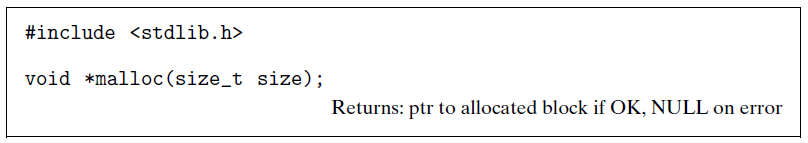 #include <stdlib.h>
void *malloc(size_t size);
Returns: ptr to allocated block if OK, NULL on error